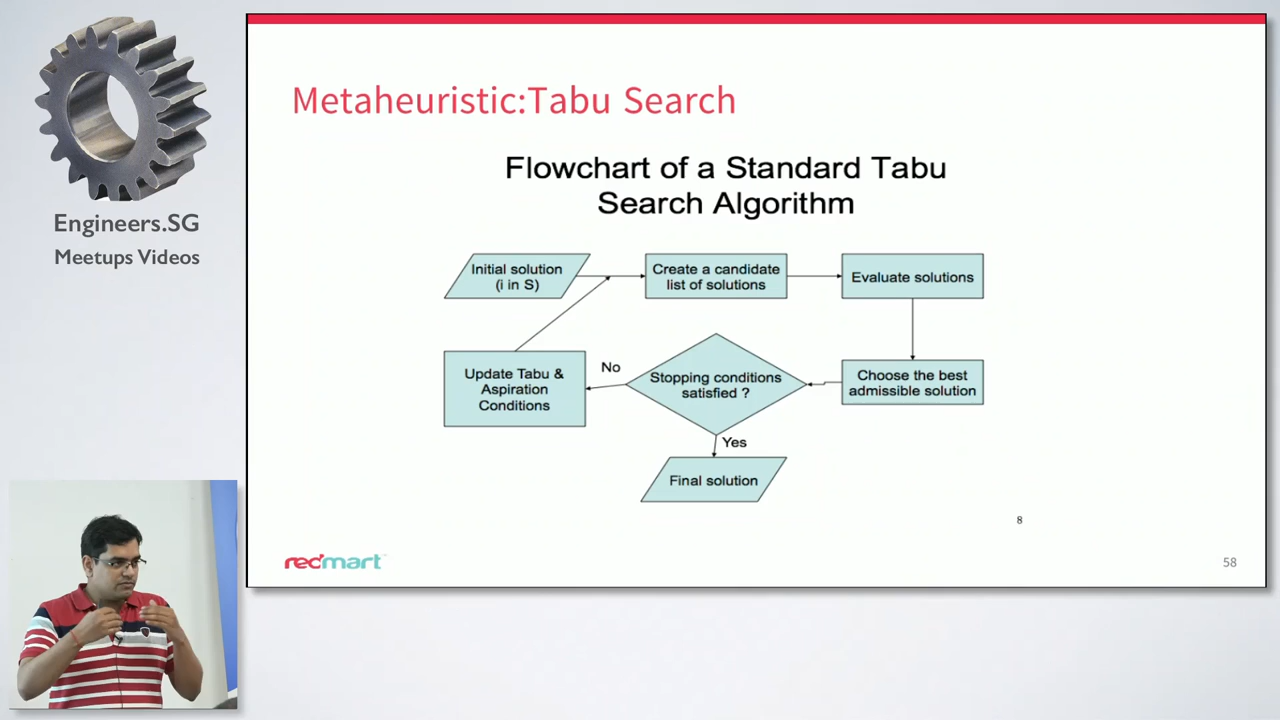 Engineers.SG
Meetups Videos
Metaheuristic:Tabu Search
Flowchart of a Standard Tabu
Search Algorithm
Initial solution
(i in S)
Create a candidate
list of solutions
Evaluate solutions
Update Tabu &
Aspiration
Conditions
No
Stopping conditions
satisfied ?
Choose the best
admissible solution
Yes
Final solution
8
redmart
58